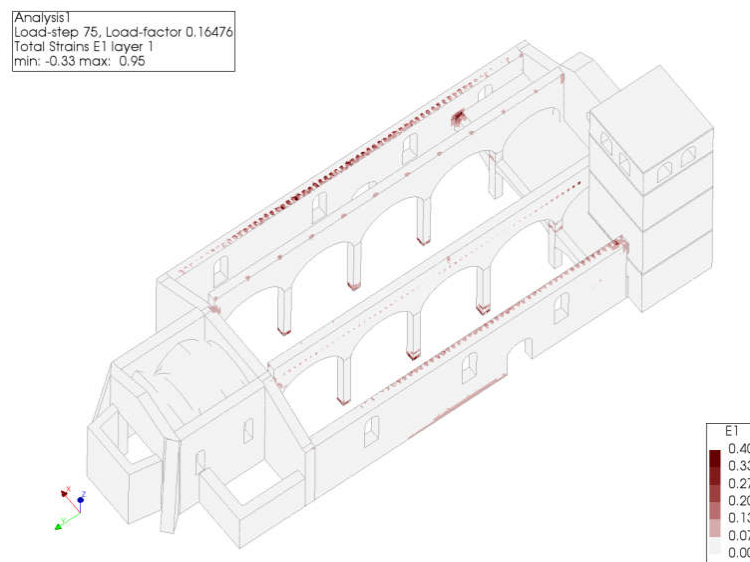 Analysis1
Load-step 75, Load-factor 0.16476
Total Strains E1 layer 1
min: -0.33 max: 0.95
X
Z
Y
E1
0.40
0.33
0.27
0.20
0.13
0.07
0.00